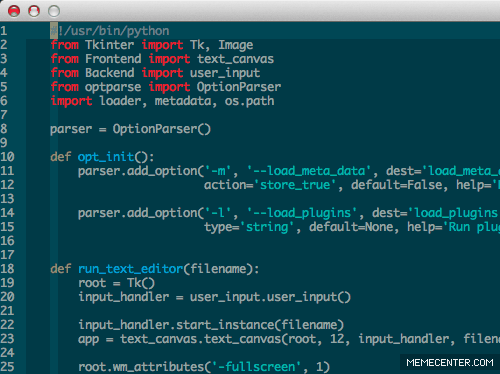 1 #!/usr/bin/python
2 from Tkinter import Tk, Image
3 from Frontend import text_canvas
4 from Backend import user_input
5 from optparse import OptionParser
6 import loader, metadata, os.path
7
8 parser = OptionParser()
9
10 def opt_init():
11 parser.add_option('-m', '--load_meta_data', dest='load_meta_d
12 action='store_true', default=False, help='
13
14 parser.add_option('-l', '--load_plugins', dest='load_plugins
15 type='string', default=None, help='Run plu
16
17
18 def run_text_editor(filename):
19 root = Tk()
20 input_handler = user_input.user_input()
21
22 input_handler.start_instance(filename)
23 app = text_canvas.text_canvas(root, 12, input_handler, filen
24
25 root.wm_attributes('-fullscreen', 1)
MEMECENTER.COM